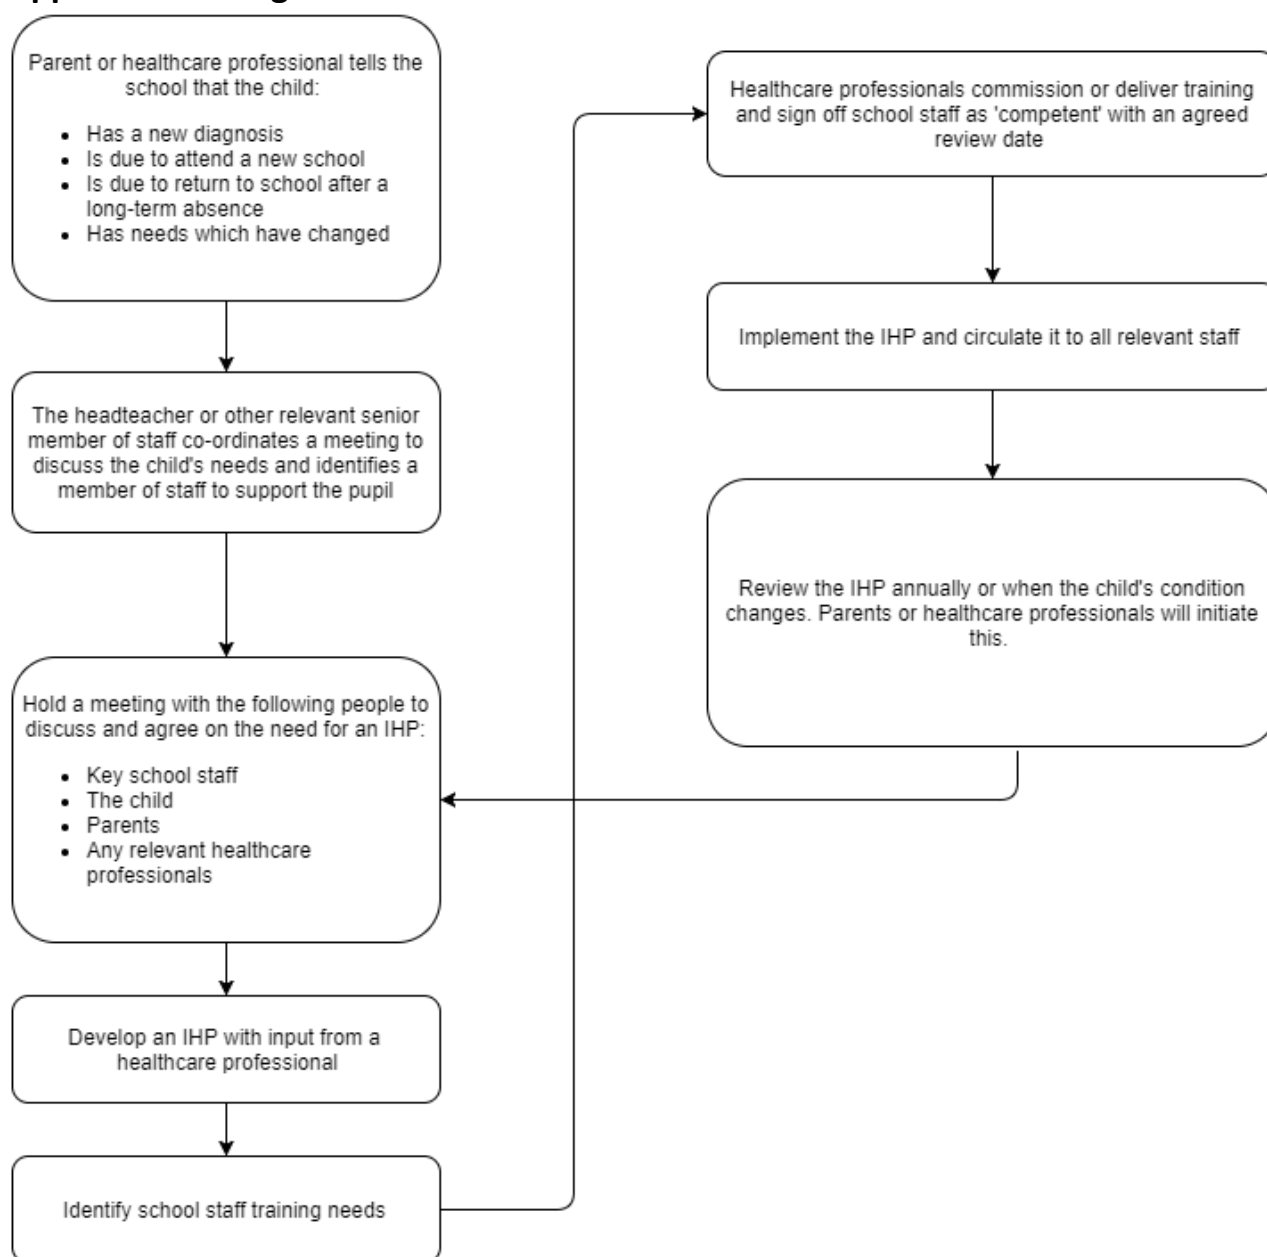 Parent or healthcare professional tells the
school that the child:
• Has a new diagnosis
• Is due to attend a new school
• Is due to return to school after a
long-term absence
• Has needs which have changed
The headteacher or other relevant senior
member of staff co-ordinates a meeting to
discuss the child's needs and identifies a
member of staff to support the pupil
Hold a meeting with the following people to
discuss and agree on the need for an IHP:
• Key school staff
• The child
• Parents
• Any relevant healthcare
professionals
Develop an IHP with input from a
healthcare professional
Identify school staff training needs
Healthcare professionals commission or deliver training
and sign off school staff as 'competent' with an agreed
review date
Implement the IHP and circulate it to all relevant staff
Review the IHP annually or when the child's condition
changes. Parents or healthcare professionals will initiate
this.